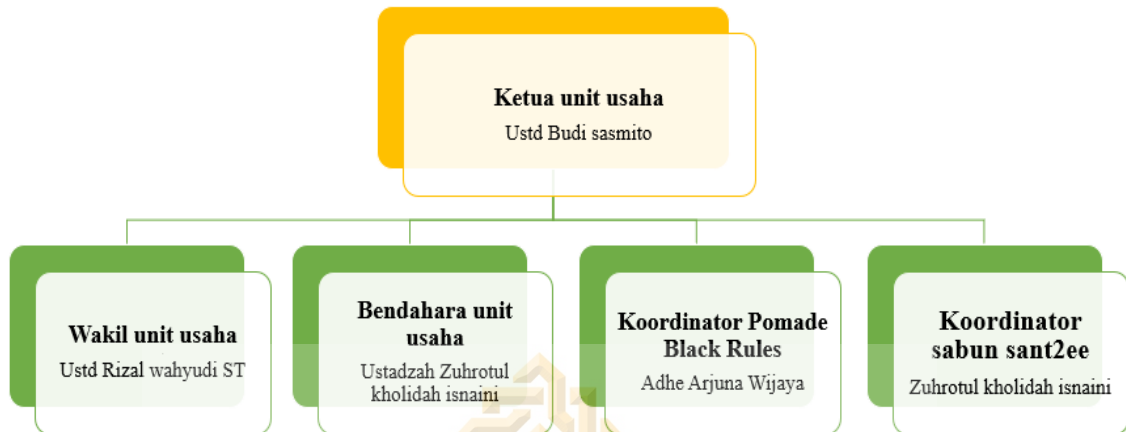 Ketua unit usaha
Ustd Budi sasmito
Wakil unit usaha
Ustd Rizal wahyudi ST
Bendahara unit
usaha
Ustadzah Zuhrotul
kholidah isnaini
Koordinator Pomade
Black Rules
Adhe Arjuna Wijaya
Koordinator
sabun sant2ee
Zuhrotul kholidah isnaini